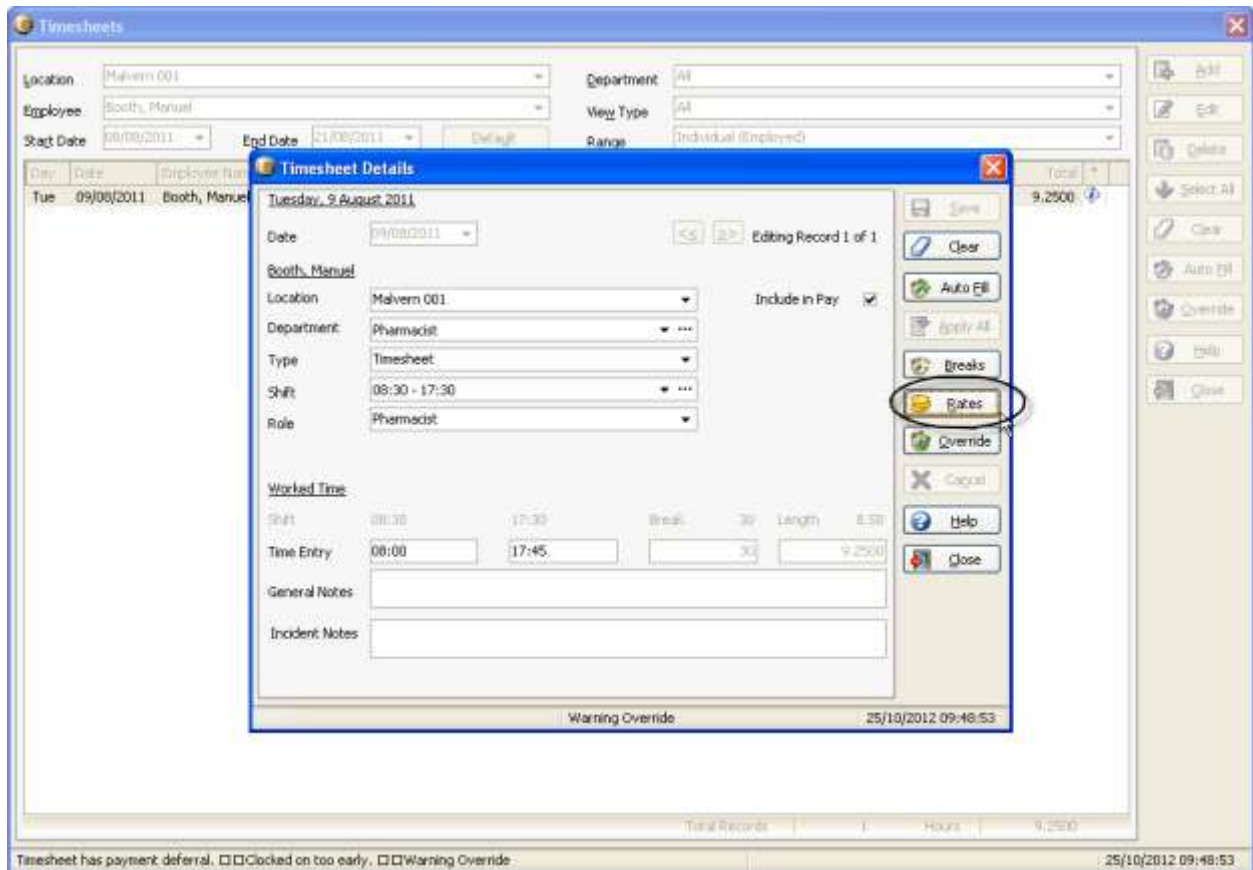 Timesheets
Location Malvern 001 Department All
Employee Booth, Manuel View Type All
Start Date 08/08/2011 End Date 21/08/2011 Default Range Individual (Employed)
Day Date Employee Nam Total *
Tue 09/08/2011 Booth, Manuel 9.2500
Add
Edit
Delete
Select All
Clear
Auto Fill
Override
Help
Close
Timesheet Details
Tuesday, 9 August 2011
Date 09/08/2011 << >> Editing Record 1 of 1
Booth, Manuel
Location Malvern 001 Include in Pay
Department Pharmacist ...
Type Timesheet
Shift 08:30 - 17:30 ...
Role Pharmacist
Worked Time
Shift 08:30 17:30 Break 30 Length 8.50
Time Entry 08:00 17:45 30 9.2500
General Notes
Incident Notes
Save
Clear
Auto Fill
Apply All
Breaks
Rates
Override
Cancel
Help
Close
Warning Override 25/10/2012 09:48:53
Total Records 1 Hours 9.2500
Timesheet has payment deferral. □□Clocked on too early. □□Warning Override 25/10/2012 09:48:53